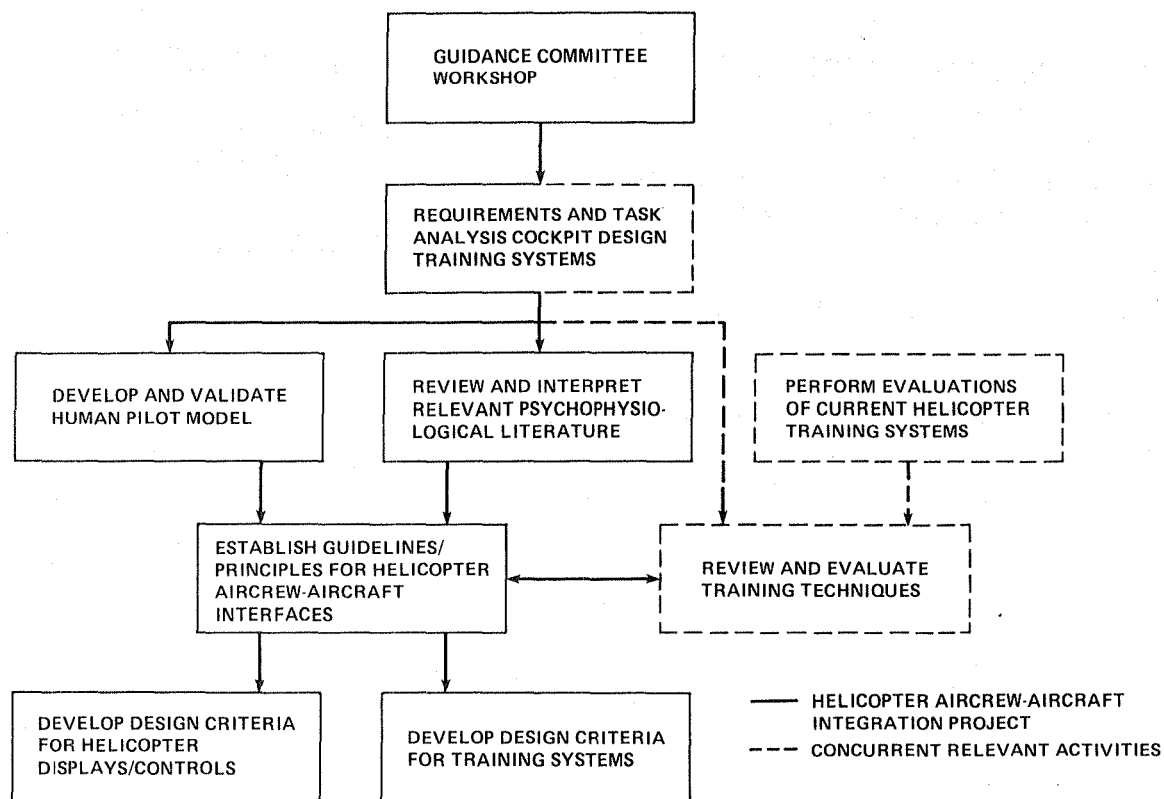 GUIDANCE COMMITTEE
WORKSHOP
REQUIREMENTS AND TASK
ANALYSIS COCKPIT DESIGN
TRAINING SYSTEMS
DEVELOP AND VALIDATE
HUMAN PILOT MODEL
REVIEW AND INTERPRET
RELEVANT PSYCHOPHYSIO-
LOGICAL LITERATURE
PERFORM EVALUATIONS
OF CURRENT HELICOPTER
TRAINING SYSTEMS
ESTABLISH GUIDELINES/
PRINCIPLES FOR HELICOPTER
AIRCREW-AIRCRAFT
INTERFACES
REVIEW AND EVALUATE
TRAINING TECHNIQUES
DEVELOP DESIGN CRITERIA
FOR HELICOPTER
DISPLAYS/CONTROLS
DEVELOP DESIGN CRITERIA
FOR TRAINING SYSTEMS
HELICOPTER AIRCREW-AIRCRAFT
INTEGRATION PROJECT
CONCURRENT RELEVANT ACTIVITIES